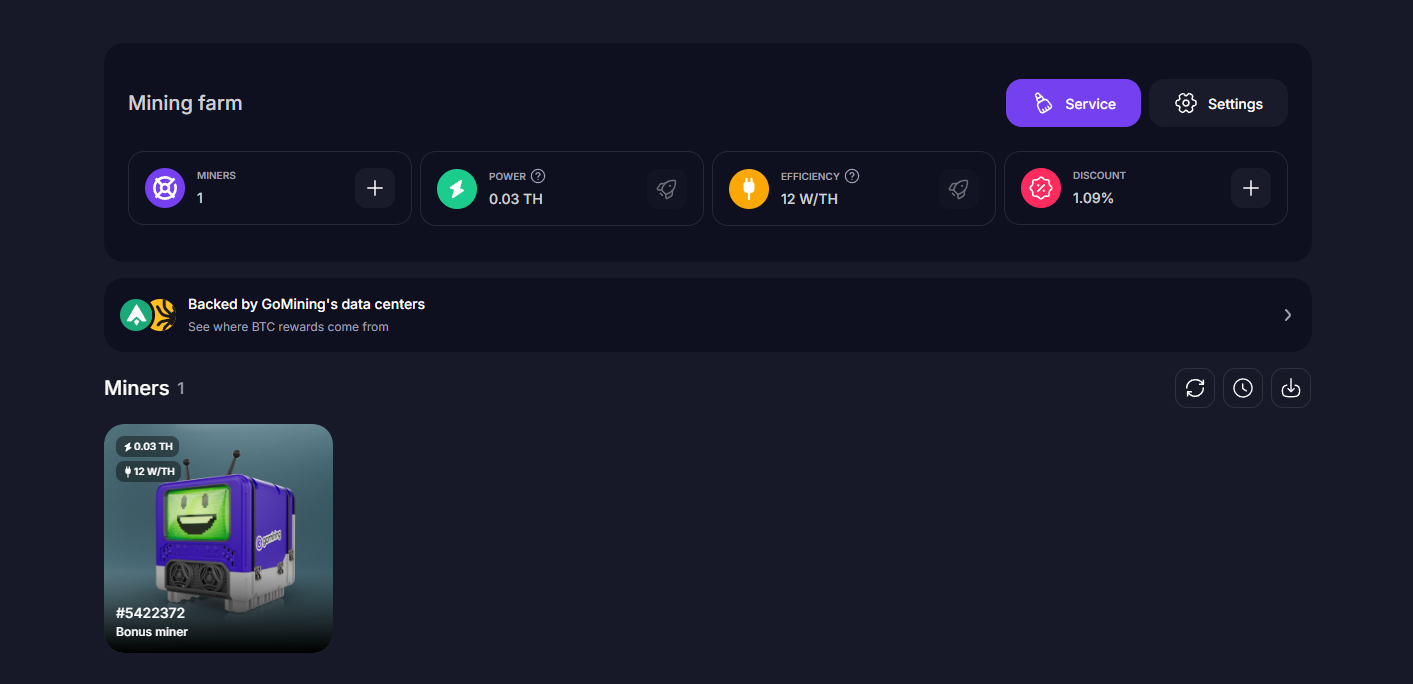 Mining farm
Service
Settings
MINERS
1
POWER ?
0.03 TH
EFFICIENCY ?
12 W/TH
DISCOUNT
1.09%
Backed by GoMining's data centers
See where BTC rewards come from
Miners 1
0.03 TH
12 W/TH
gomining
#5422372
Bonus miner